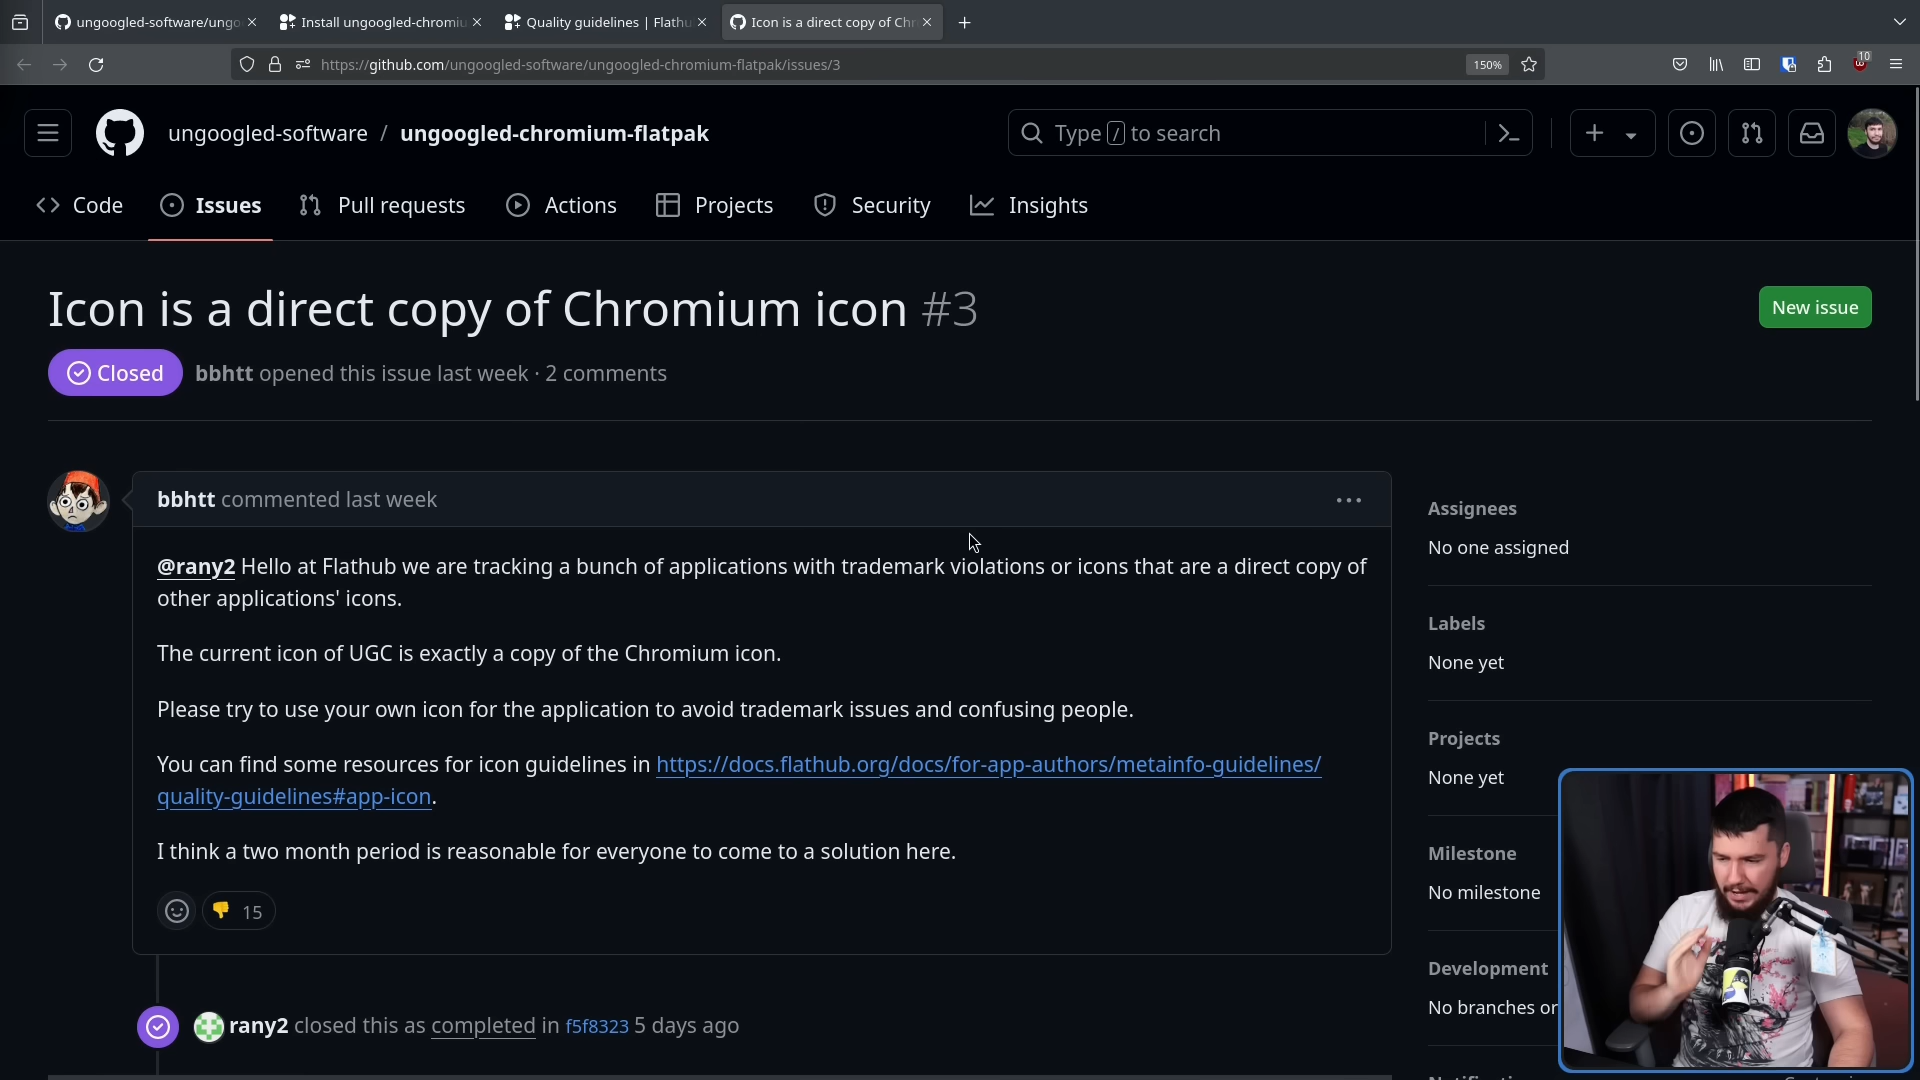 ungoogled-software/ungo
Install ungoogled-chromiu
Quality guidelines | Flathu
Icon is a direct copy of Chr
https://github.com/ungoogled-software/ungoogled-chromium-flatpak/issues/3
150%
10
ungoogled-software / ungoogled-chromium-flatpak
Type / to search
Code
Issues
Pull requests
Actions
Projects
Security
Insights
Icon is a direct copy of Chromium icon #3
New issue
Closed
bbhtt opened this issue last week · 2 comments
bbhtt commented last week
@rany2 Hello at Flathub we are tracking a bunch of applications with trademark violations or icons that are a direct copy of
other applications' icons.
The current icon of UGC is exactly a copy of the Chromium icon.
Please try to use your own icon for the application to avoid trademark issues and confusing people.
You can find some resources for icon guidelines in https://docs.flathub.org/docs/for-app-authors/metainfo-guidelines/
quality-guidelines#app-icon.
I think a two month period is reasonable for everyone to come to a solution here.
15
rany2 closed this as completed in f5f8323 5 days ago
Assignees
No one assigned
Labels
None yet
Projects
None yet
Milestone
No milestone
Development
No branches or